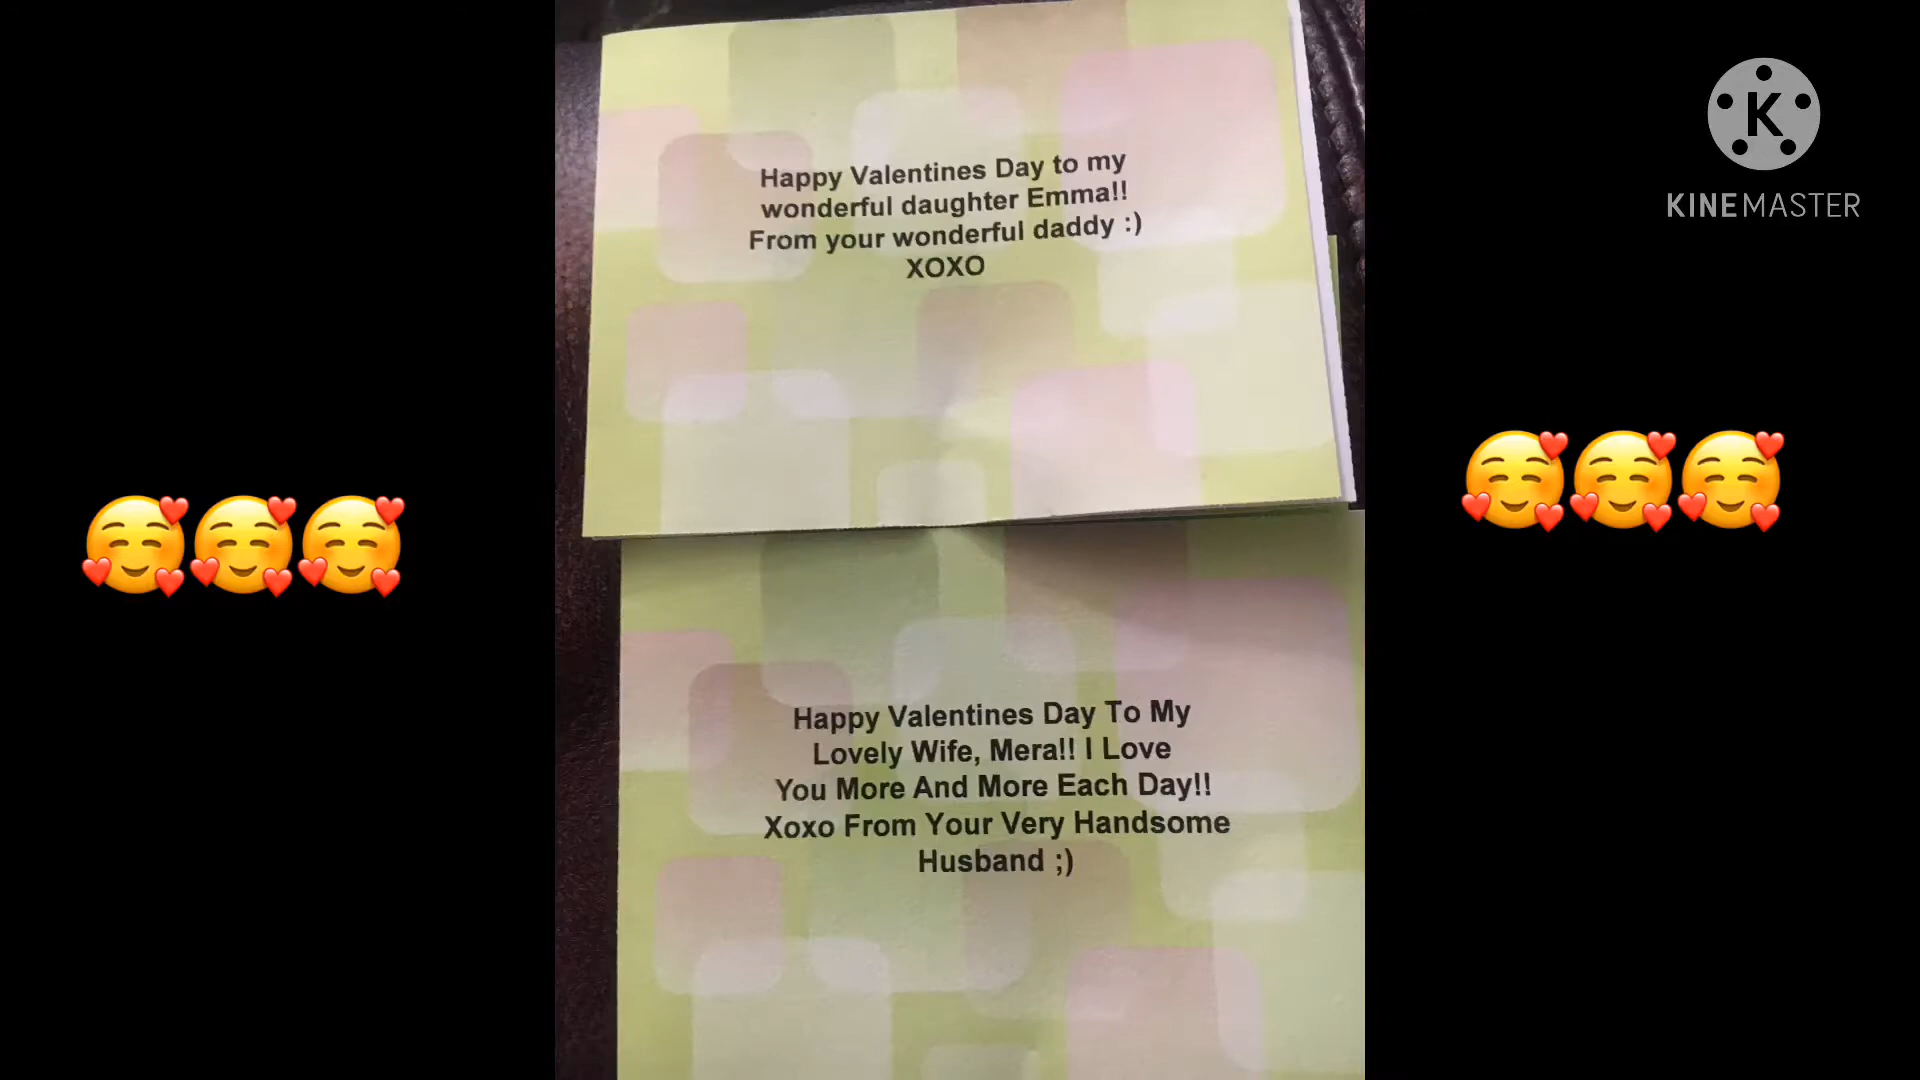 Happy Valentines Day to my
wonderful daughter Emma!!
From your wonderful daddy :)
XOXO
Happy Valentines Day To My
Lovely Wife, Mera!! I Love
You More And More Each Day!!
Xoxo From Your Very Handsome
Husband ;)
K
KINEMASTER